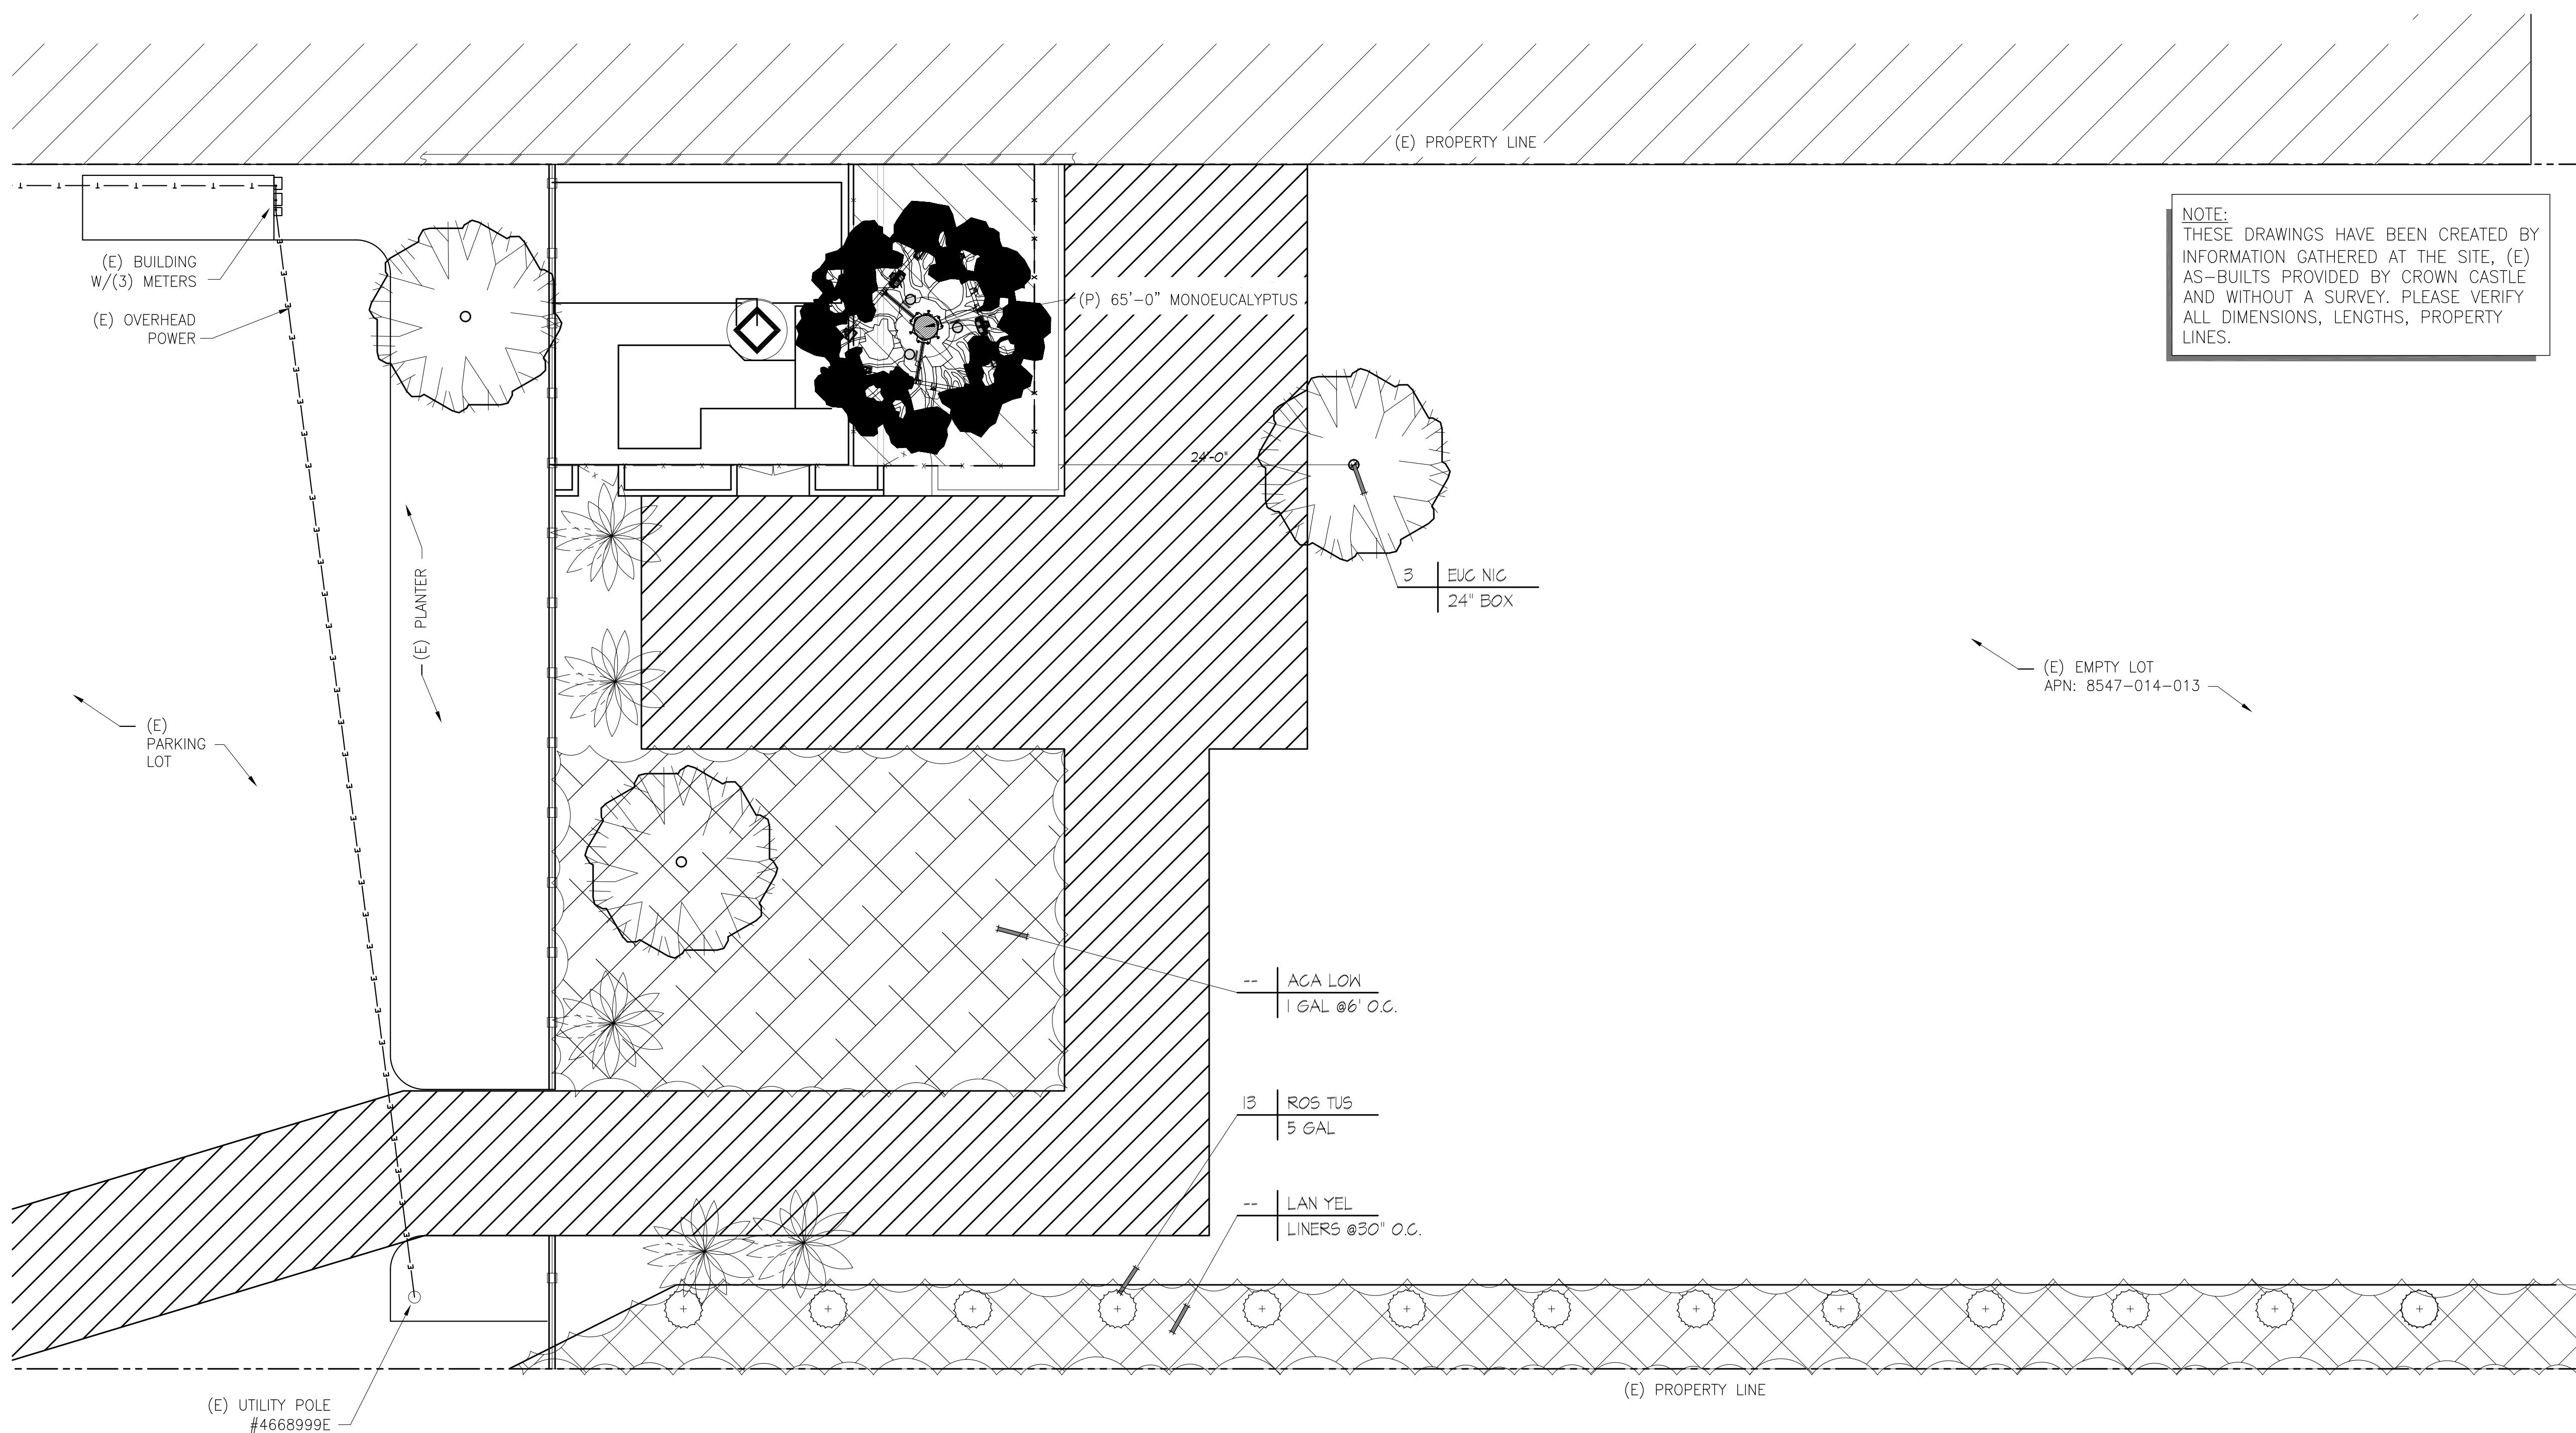 (E) PROPERTY LINE
NOTE:
THESE DRAWINGS HAVE BEEN CREATED BY
INFORMATION GATHERED AT THE SITE, (E)
AS-BUILTS PROVIDED BY CROWN CASTLE
AND WITHOUT A SURVEY. PLEASE VERIFY
ALL DIMENSIONS, LENGTHS, PROPERTY
LINES.
(E) BUILDING
W/(3) METERS
(E) OVERHEAD
POWER
(P) 65'-0" MONOEUCALYPTUS
24'-0"
(E) PLANTER
3 EUC NIC
24" BOX
(E) EMPTY LOT
APN: 8547-014-013
(E)
PARKING
LOT
-- ACA LOW
1 GAL @6' O.C.
13 ROS TUS
5 GAL
-- LAN YEL
LINERS @30" O.C.
(E) PROPERTY LINE
(E) UTILITY POLE
#4668999E